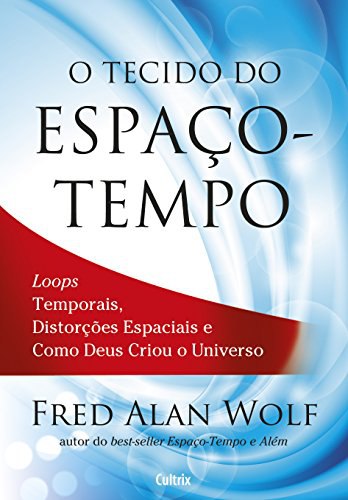 O TECIDO DO
ESPAÇO-
TEMPO
Loops
Temporais,
Distorções Espaciais e
Como Deus Criou o Universo
FRED ALAN WOLF
autor do best-seller Espaço-Tempo e Além
Cultrix